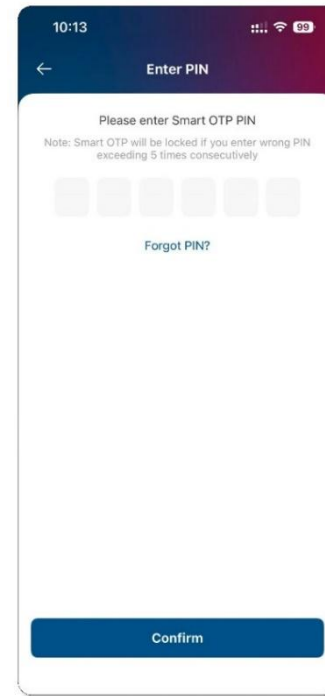 10:13
99
Enter PIN
Please enter Smart OTP PIN
Note: Smart OTP will be locked if you enter wrong PIN
exceeding 5 times consecutively
Forgot PIN?
Confirm